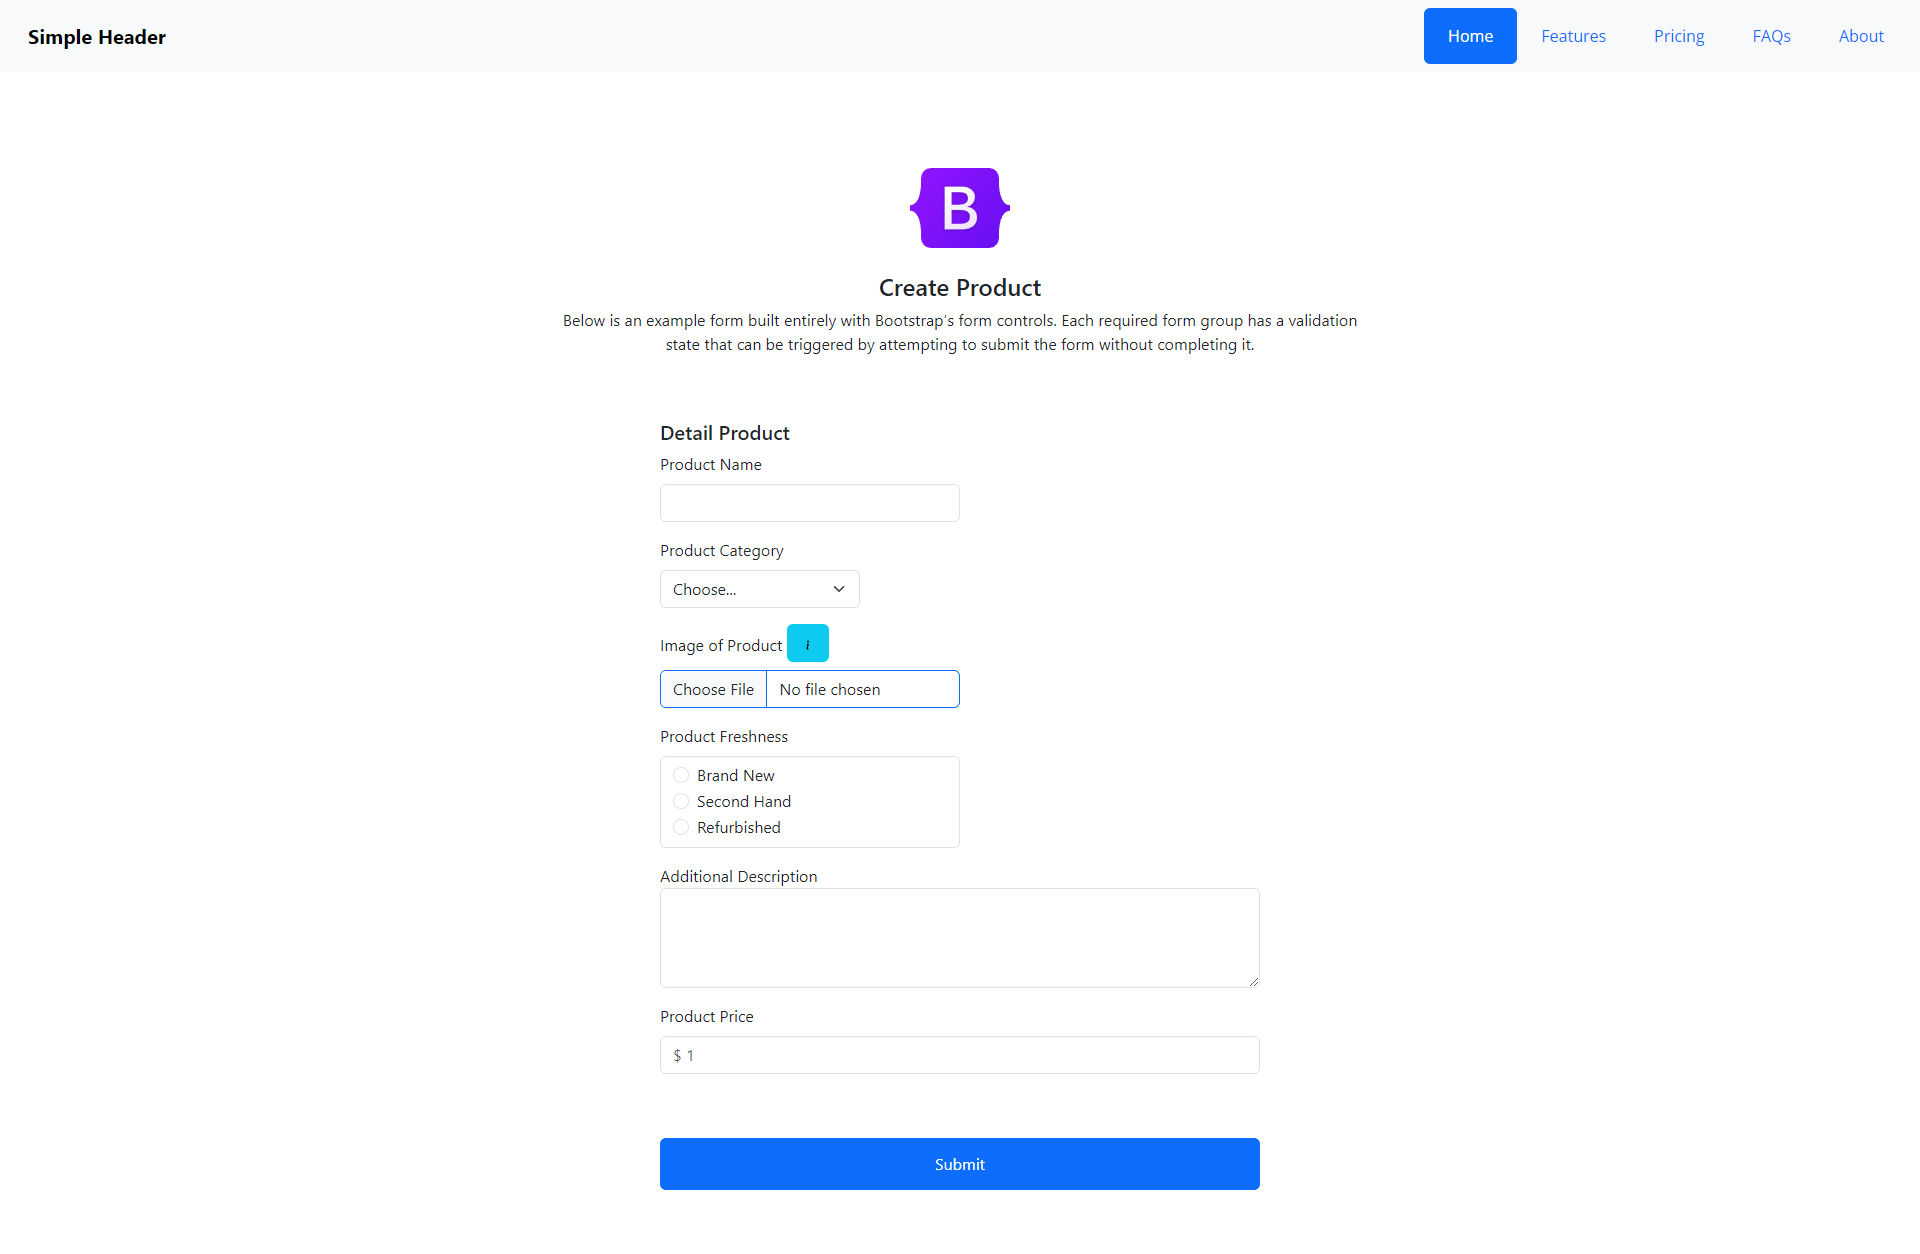 Simple Header
Home
Features
Pricing
FAQs
About
B
Create Product
Below is an example form built entirely with Bootstrap's form controls. Each required form group has a validation
state that can be triggered by attempting to submit the form without completing it.
Detail Product
Product Name
Product Category
Choose...
Image of Product i
Choose File No file chosen
Product Freshness
Brand New
Second Hand
Refurbished
Additional Description
Product Price
$ 1
Submit